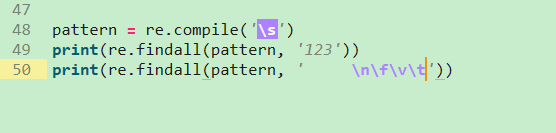 47
48 pattern = re.compile('\s')
49 print(re.findall(pattern, '123'))
50 print(re.findall(pattern, '      \n\f\v\t'))